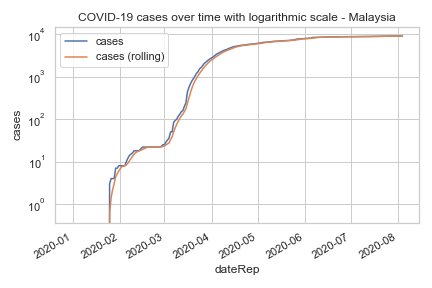 COVID-19 cases over time with logarithmic scale - Malaysia
cases
cases (rolling)
10⁴
10³
10²
10¹
10⁰
cases
2020-01
2020-02
2020-03
2020-04
2020-05
2020-06
2020-07
2020-08
dateRep